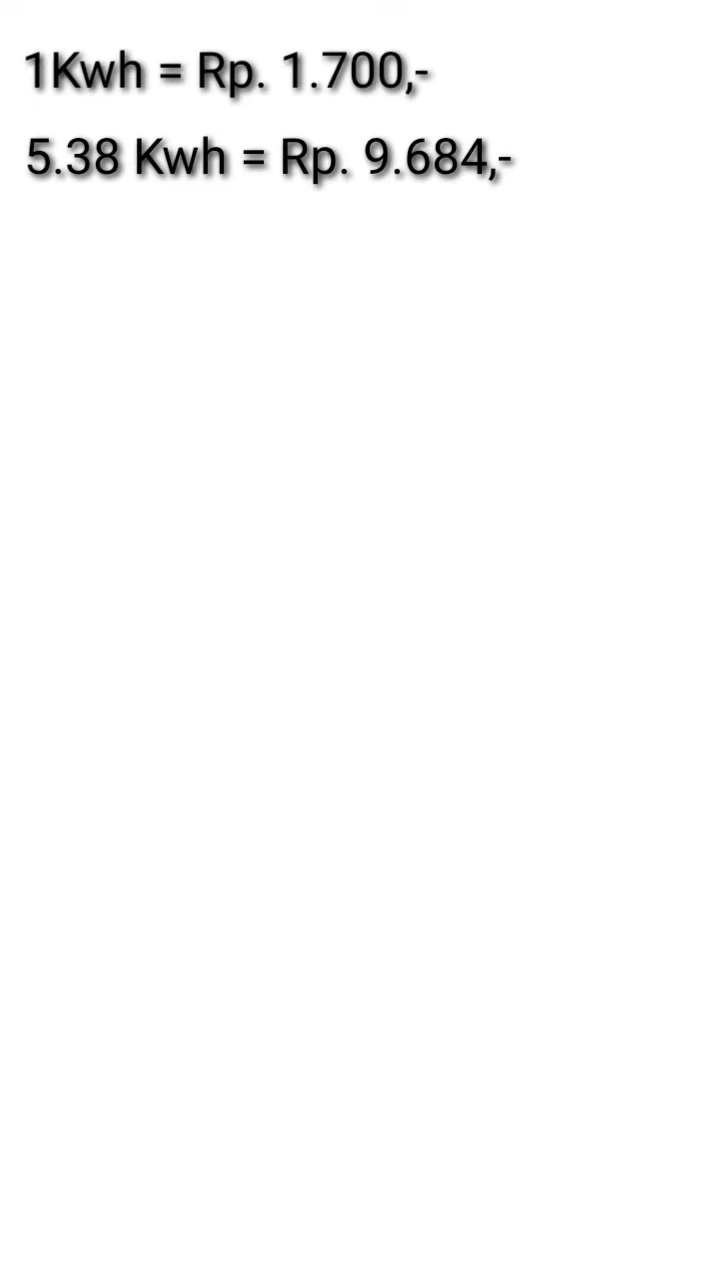 1Kwh = Rp. 1.700,-
5.38 Kwh = Rp. 9.684,-